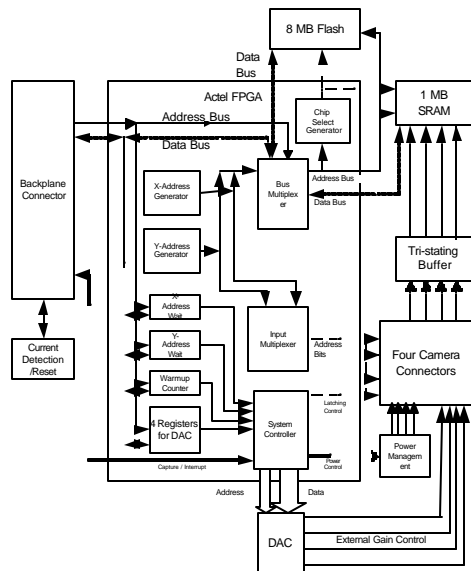 8 MB Flash
Data
Bus
Actel FPGA
1 MB
SRAM
Chip
Select
Generator
Address Bus
Data Bus
Backplane
Connector
X-Address
Generator
Bus
Multiplex
er
Address Bus
Data Bus
Y-Address
Generator
Tri-stating
Buffer
X-
Address
Wait
Input
Multiplexer
Address
Bits
Current
Detection
/Reset
Y-
Address
Wait
Four Camera
Connectors
Warmup
Counter
4 Registers
for DAC
System
Controller
Latching
Control
Power
Control
Power
Managem
ent
Capture / Interrupt
Address
Data
DAC
External Gain Control